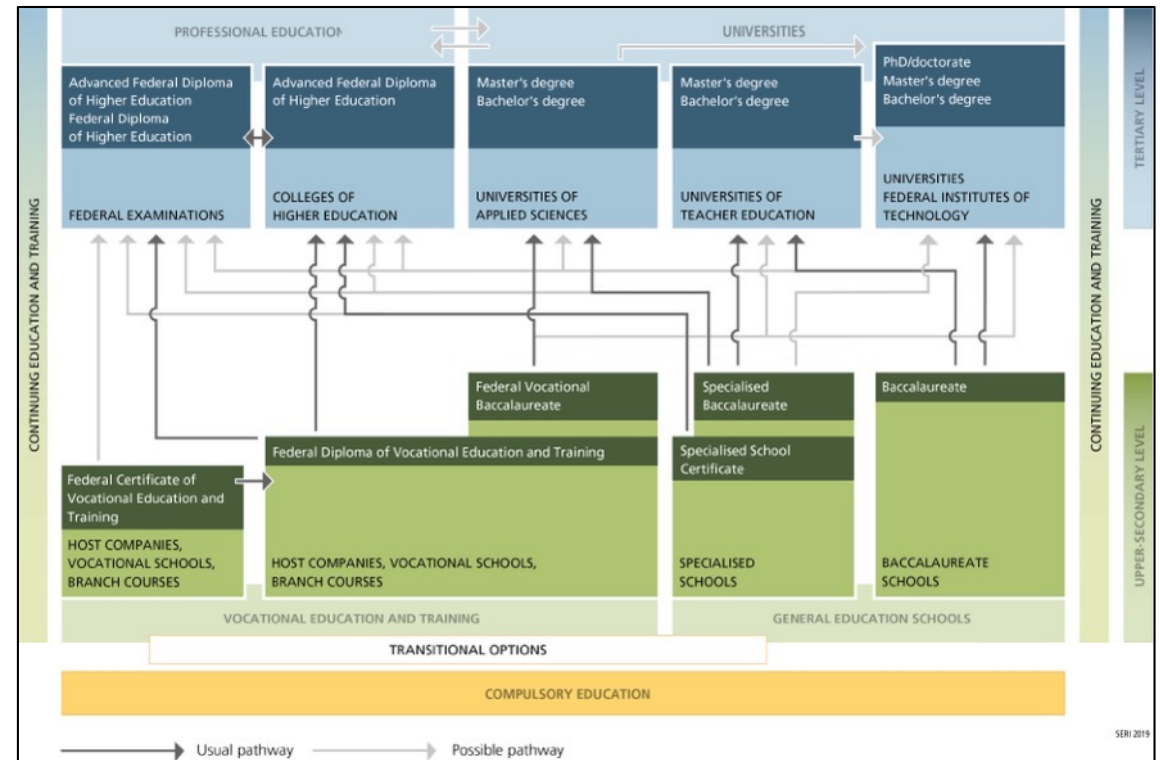 PROFESSIONAL EDUCATION
UNIVERSITIES
Advanced Federal Diploma
of Higher Education
Federal Diploma
of Higher Education
FEDERAL EXAMINATIONS
Advanced Federal Diploma
of Higher Education
COLLEGES OF
HIGHER EDUCATION
Master's degree
Bachelor's degree
UNIVERSITIES OF
APPLIED SCIENCES
Master's degree
Bachelor's degree
UNIVERSITIES OF
TEACHER EDUCATION
PhD/doctorate
Master's degree
Bachelor's degree
UNIVERSITIES
FEDERAL INSTITUTES OF
TECHNOLOGY
TERTIARY LEVEL
CONTINUING EDUCATION AND TRAINING
CONTINUING EDUCATION AND TRAINING
Federal Vocational
Baccalaureate
Specialised
Baccalaureate
Baccalaureate
Federal Diploma of Vocational Education and Training
Specialised School
Certificate
Federal Certificate of
Vocational Education and
Training
HOST COMPANIES,
VOCATIONAL SCHOOLS,
BRANCH COURSES
HOST COMPANIES, VOCATIONAL SCHOOLS,
BRANCH COURSES
SPECIALISED
SCHOOLS
BACCALAUREATE
SCHOOLS
UPPER-SECONDARY LEVEL
VOCATIONAL EDUCATION AND TRAINING
GENERAL EDUCATION SCHOOLS
TRANSITIONAL OPTIONS
COMPULSORY EDUCATION
SERI 2019
Usual pathway
Possible pathway